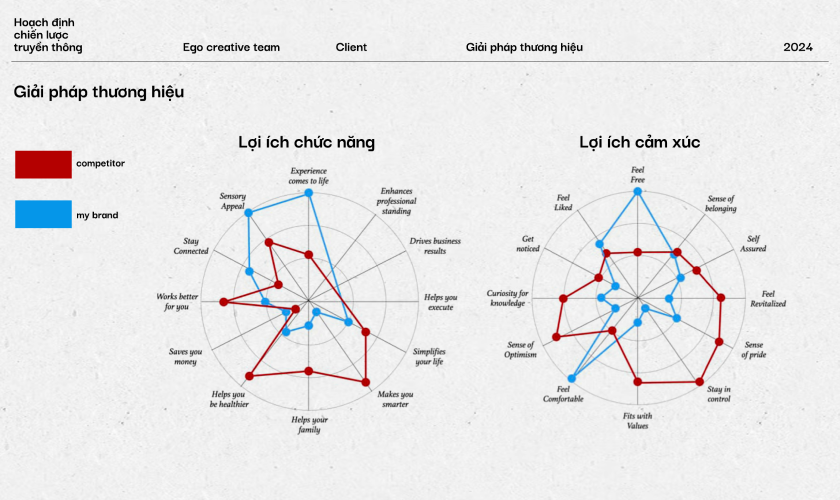 Hoạch định
chiến lược
truyền thông
Ego creative team
Client
Giải pháp thương hiệu
2024
Giải pháp thương hiệu
competitor
my brand
Lợi ích chức năng
Experience
comes to life
Enhances
professional
standing
Drives business
results
Helps you
execute
Simplifies
your life
Makes you
smarter
Helps your
family
Helps you
be healthier
Saves you
money
Works better
for you
Stay
Connected
Sensory
Appeal
Lợi ích cảm xúc
Feel
Free
Sense of
belonging
Self
Assured
Feel
Revitalized
Sense
of pride
Stay in
control
Fits with
Values
Feel
Comfortable
Sense of
Optimism
Curiosity for
knowledge
Get
noticed
Feel
Liked